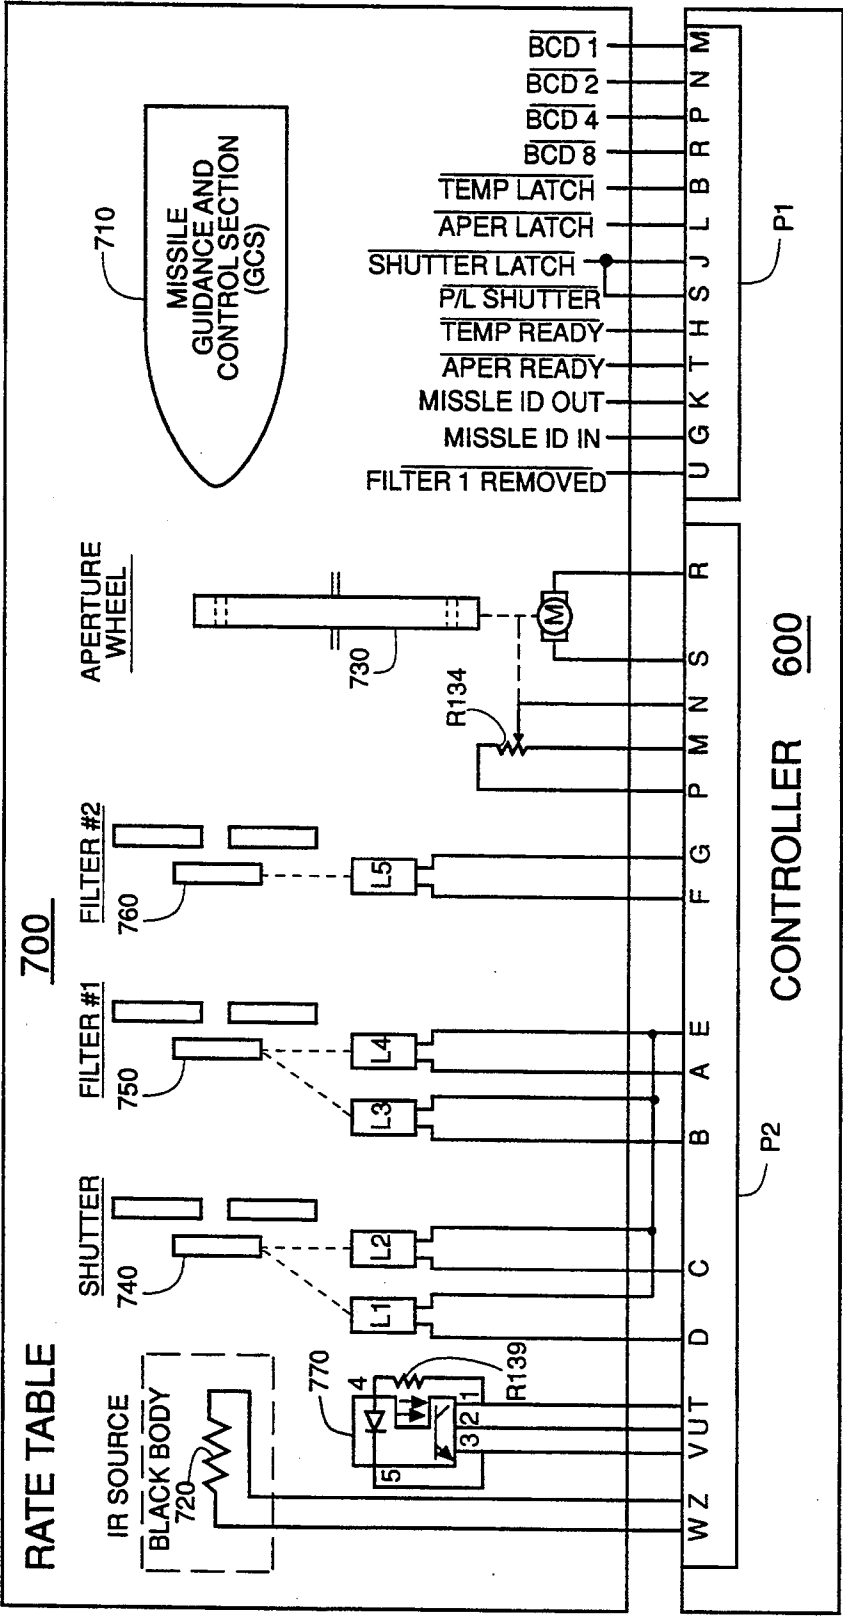 RATE TABLE
700
IR SOURCE
BLACK BODY
720
SHUTTER
740
FILTER #1
750
FILTER #2
760
APERTURE
WHEEL
730
710
MISSILE
GUIDANCE AND
CONTROL SECTION
(GCS)
770
4
5
1
2
3
R139
L1
L2
L3
L4
L5
R134
M
FILTER 1 REMOVED
MISSLE ID IN
MISSLE ID OUT
APER READY
TEMP READY
P/L SHUTTER
SHUTTER LATCH
APER LATCH
TEMP LATCH
BCD 8
BCD 4
BCD 2
BCD 1
W Z V U T D C B A E F G P M N S R
U G K T H S J L B R P N M
P2
P1
CONTROLLER 600